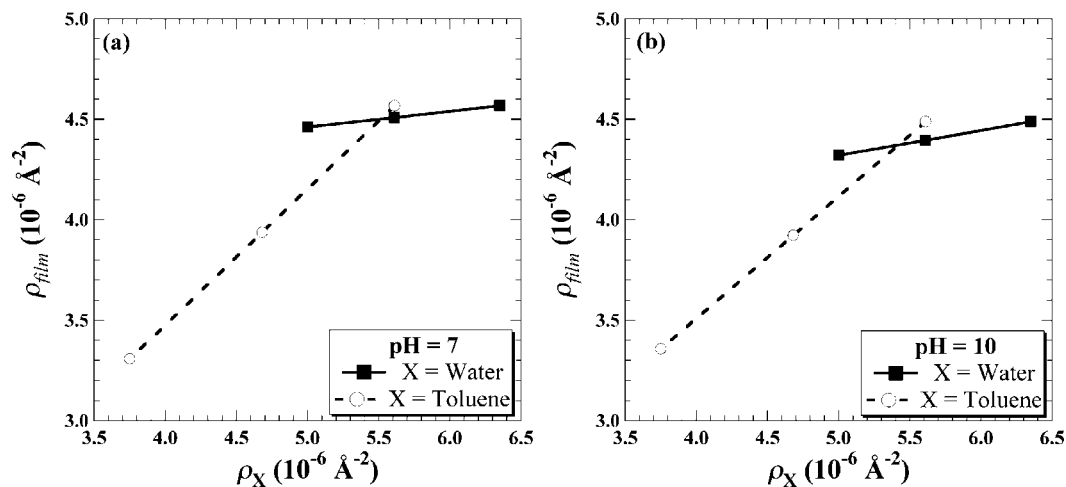 (a)
5.0
4.5
4.0
3.5
3.0
ρfilm (10⁻⁶ Å⁻²)
pH = 7
X = Water
X = Toluene
3.5 4.0 4.5 5.0 5.5 6.0 6.5
ρX (10⁻⁶ Å⁻²)
(b)
5.0
4.5
4.0
3.5
3.0
ρfilm (10⁻⁶ Å⁻²)
pH = 10
X = Water
X = Toluene
3.5 4.0 4.5 5.0 5.5 6.0 6.5
ρX (10⁻⁶ Å⁻²)